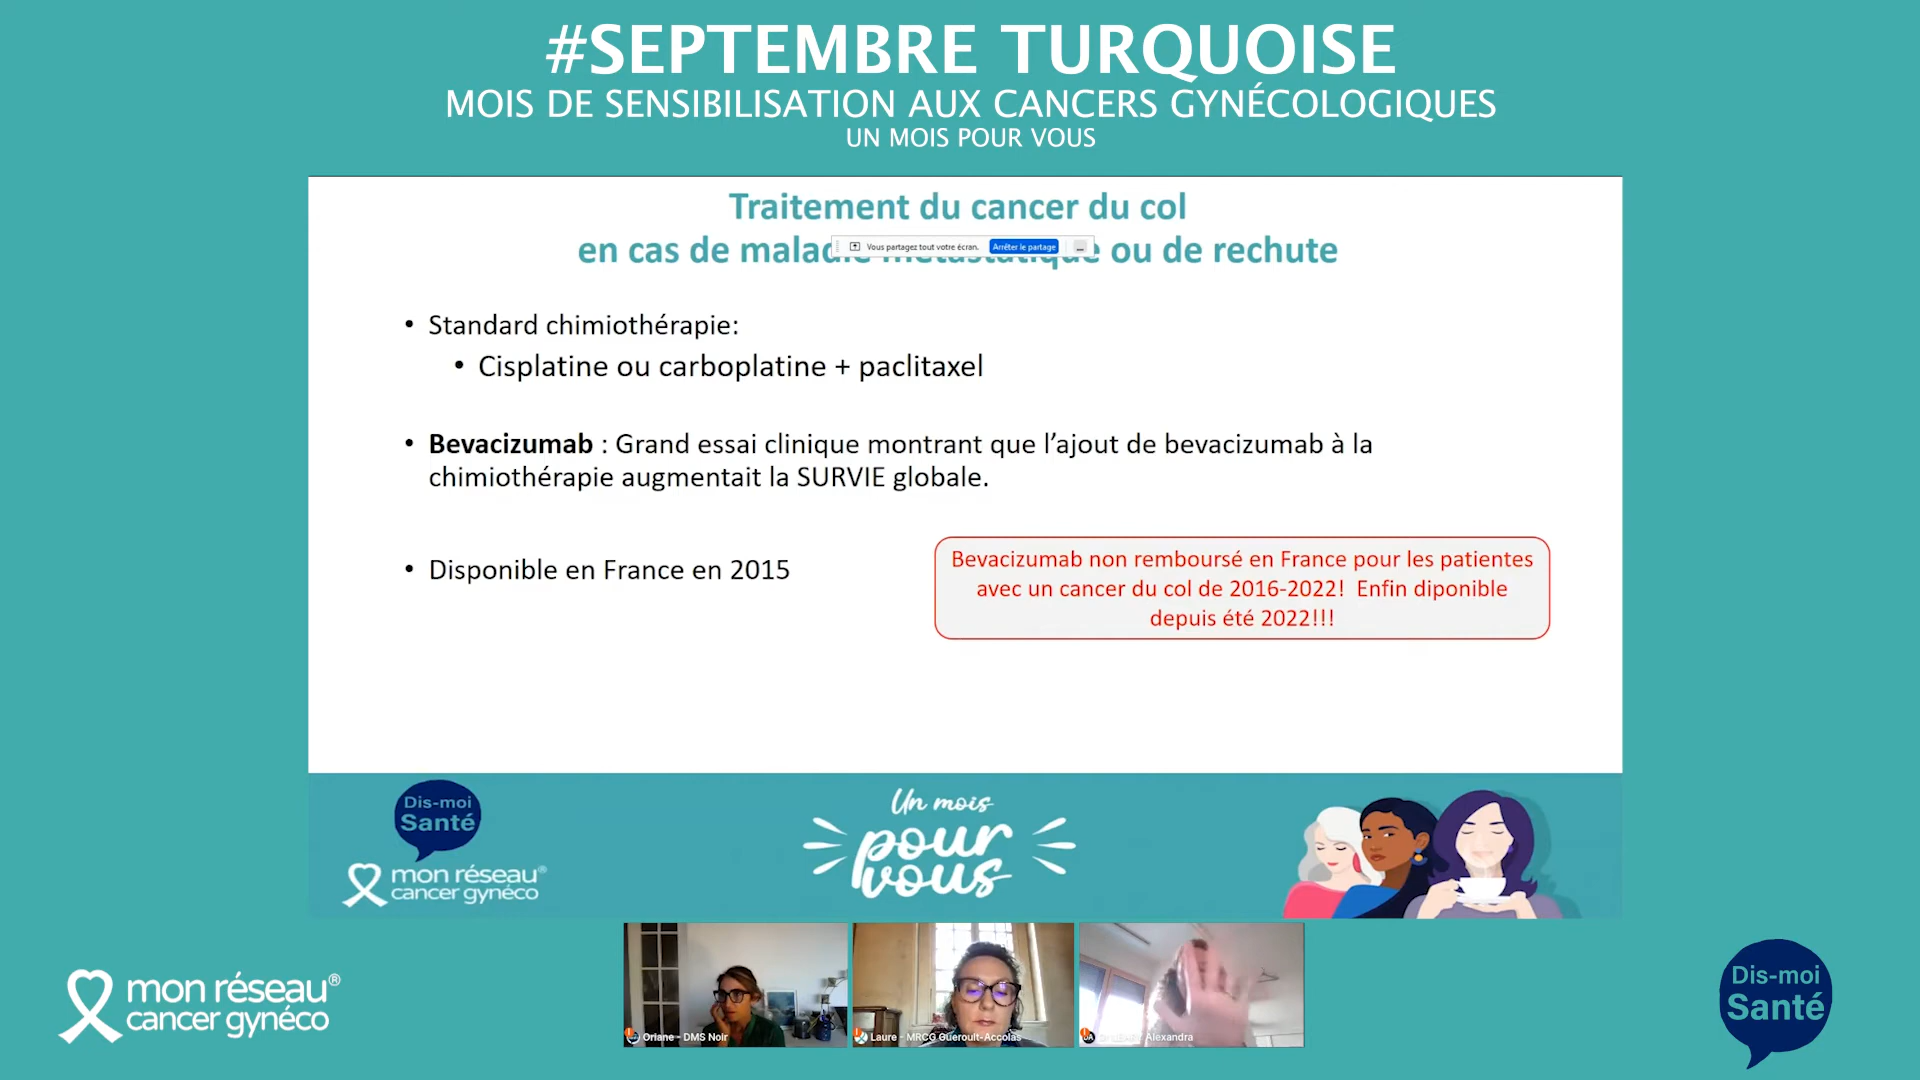 #SEPTEMBRE TURQUOISE
MOIS DE SENSIBILISATION AUX CANCERS GYNÉCOLOGIQUES
UN MOIS POUR VOUS
Traitement du cancer du col
en cas de maladie métastatique ou de rechute
Vous partagez tout votre écran.
Arrêter le partage
• Standard chimiothérapie:
• Cisplatine ou carboplatine + paclitaxel
• Bevacizumab : Grand essai clinique montrant que l’ajout de bevacizumab à la
chimiothérapie augmentait la SURVIE globale.
• Disponible en France en 2015
Bevacizumab non remboursé en France pour les patientes
avec un cancer du col de 2016-2022! Enfin diponible
depuis été 2022!!!
Dis-moi
Santé
mon réseau®
cancer gynéco
Un mois
pour
vous
Oriane - DMS Noir
Laure - MRCG Gueroult-Accolas
Alexandra
mon réseau®
cancer gynéco
Dis-moi
Santé